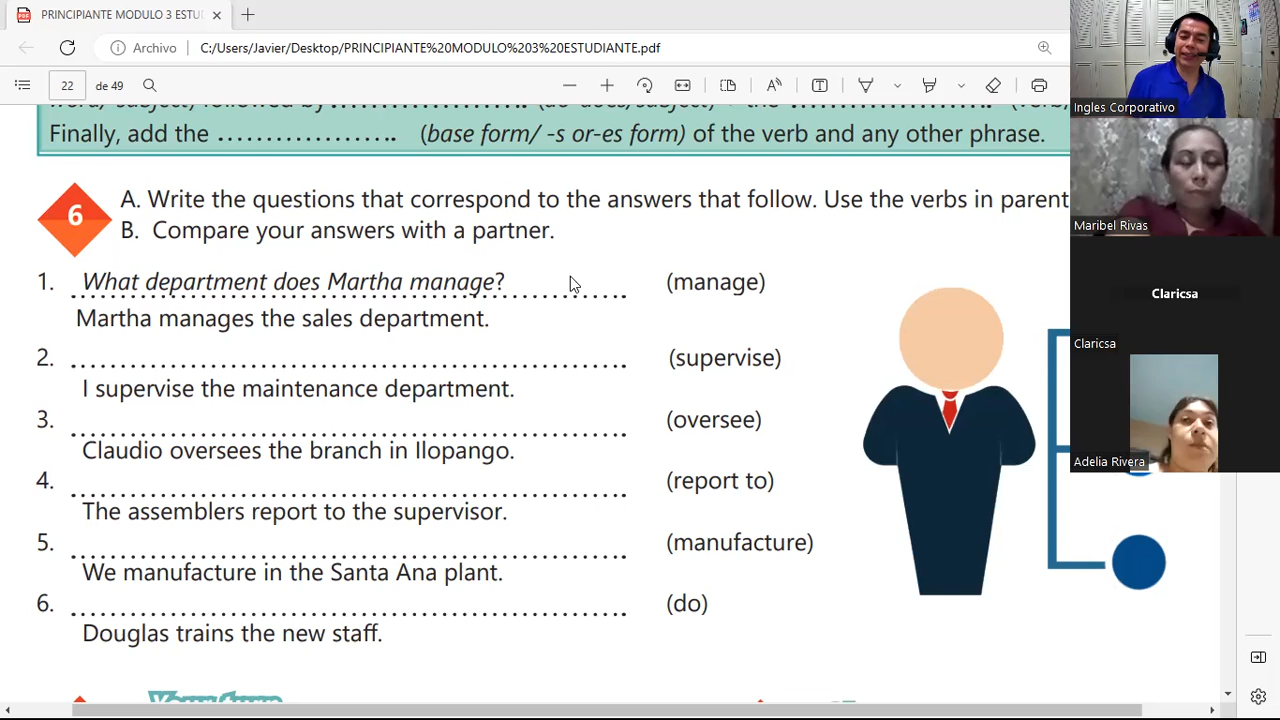 PRINCIPIANTE MODULO 3 ESTU
Archivo
C:/Users/Javier/Desktop/PRINCIPIANTE%20MODULO%203%20ESTUDIANTE.pdf
22
de 49
Finally, add the .................. (base form/ -s or-es form) of the verb and any other phrase.
6
A. Write the questions that correspond to the answers that follow. Use the verbs in parent
B. Compare your answers with a partner.
1. What department does Martha manage? (manage)
Martha manages the sales department.
2. (supervise)
I supervise the maintenance department.
3. (oversee)
Claudio oversees the branch in Ilopango.
4. (report to)
The assemblers report to the supervisor.
5. (manufacture)
We manufacture in the Santa Ana plant.
6. (do)
Douglas trains the new staff.
Ingles Corporativo
Maribel Rivas
Claricsa
Claricsa
Adelia Rivera